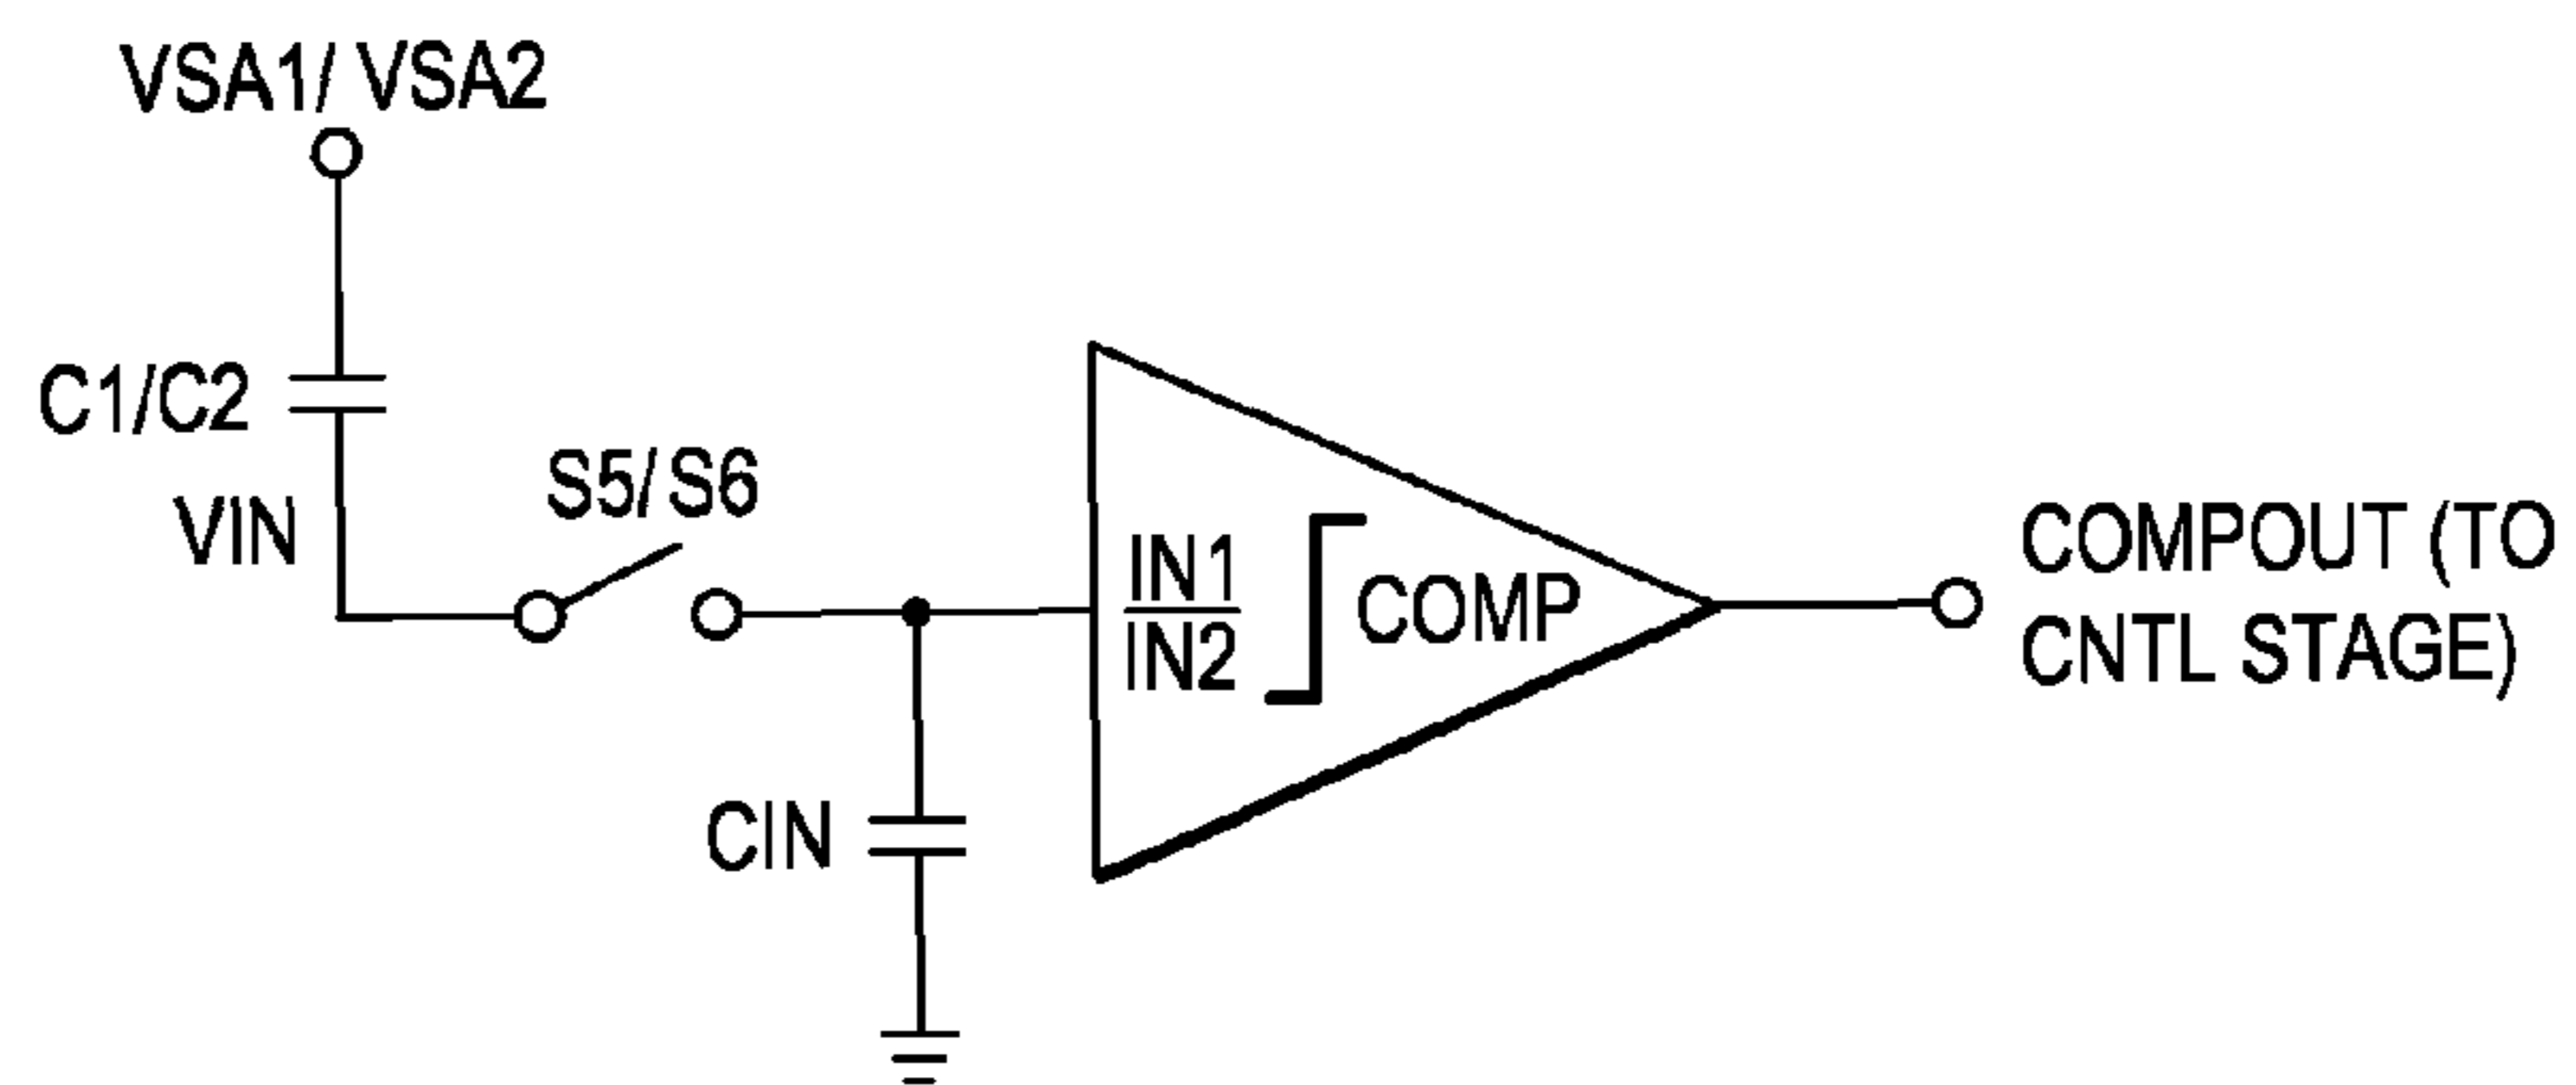 VSA1/ VSA2
C1/C2
VIN
S5/ S6
IN1
IN2
COMP
COMPOUT (TO
CNTL STAGE)
CIN